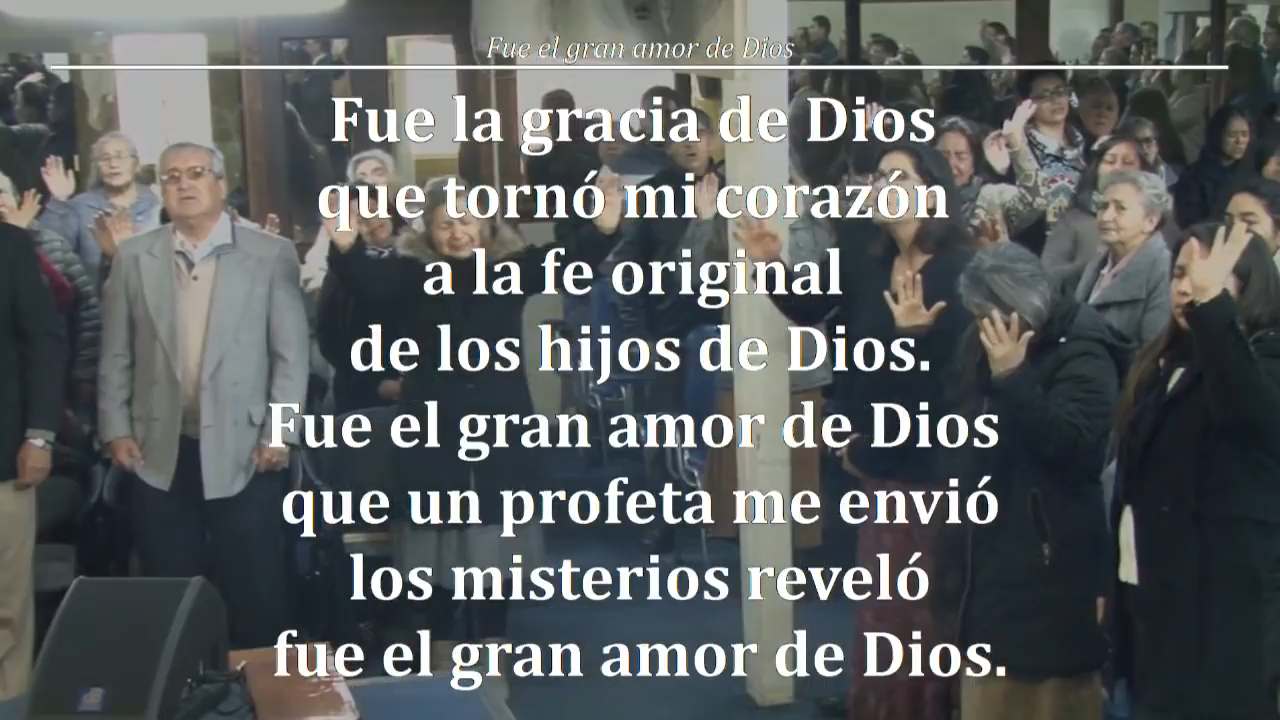 Fue el gran amor de Dios
Fue la gracia de Dios
que tornó mi corazón
a la fe original
de los hijos de Dios.
Fue el gran amor de Dios
que un profeta me envió
los misterios reveló
fue el gran amor de Dios.